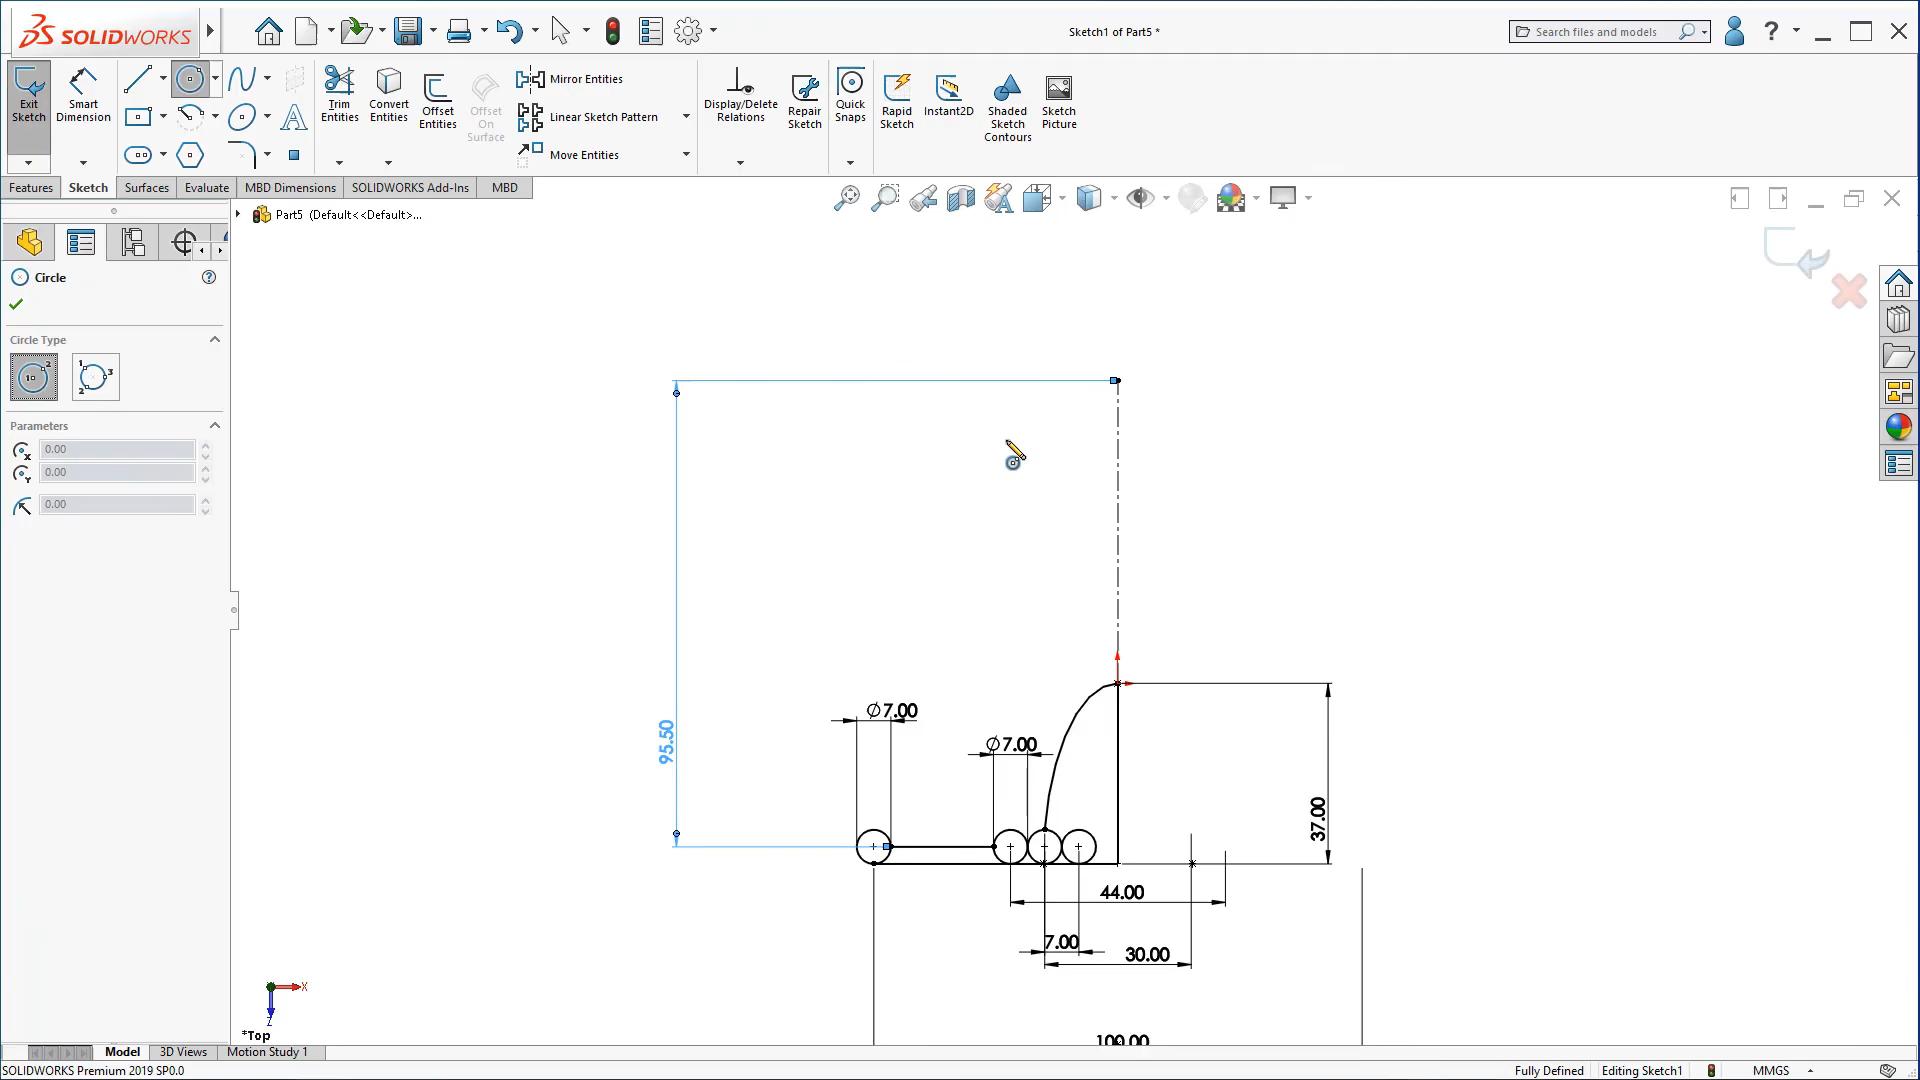 SOLIDWORKS
Sketch1 of Part5 *
Search files and models
Exit Sketch
Smart Dimension
Trim Entities
Convert Entities
Offset Entities
Offset On Surface
Mirror Entities
Linear Sketch Pattern
Move Entities
Display/Delete Relations
Repair Sketch
Quick Snaps
Rapid Sketch
Instant2D
Shaded Sketch Contours
Sketch Picture
Features
Sketch
Surfaces
Evaluate
MBD Dimensions
SOLIDWORKS Add-Ins
MBD
Part5 (Default<<Default>...
Circle
Circle Type
Parameters
0.00
0.00
0.00
95.50
∅7.00
∅7.00
37.00
44.00
7.00
30.00
100.00
X
Z
*Top
Model
3D Views
Motion Study 1
SOLIDWORKS Premium 2019 SP0.0
Fully Defined
Editing Sketch1
MMGS